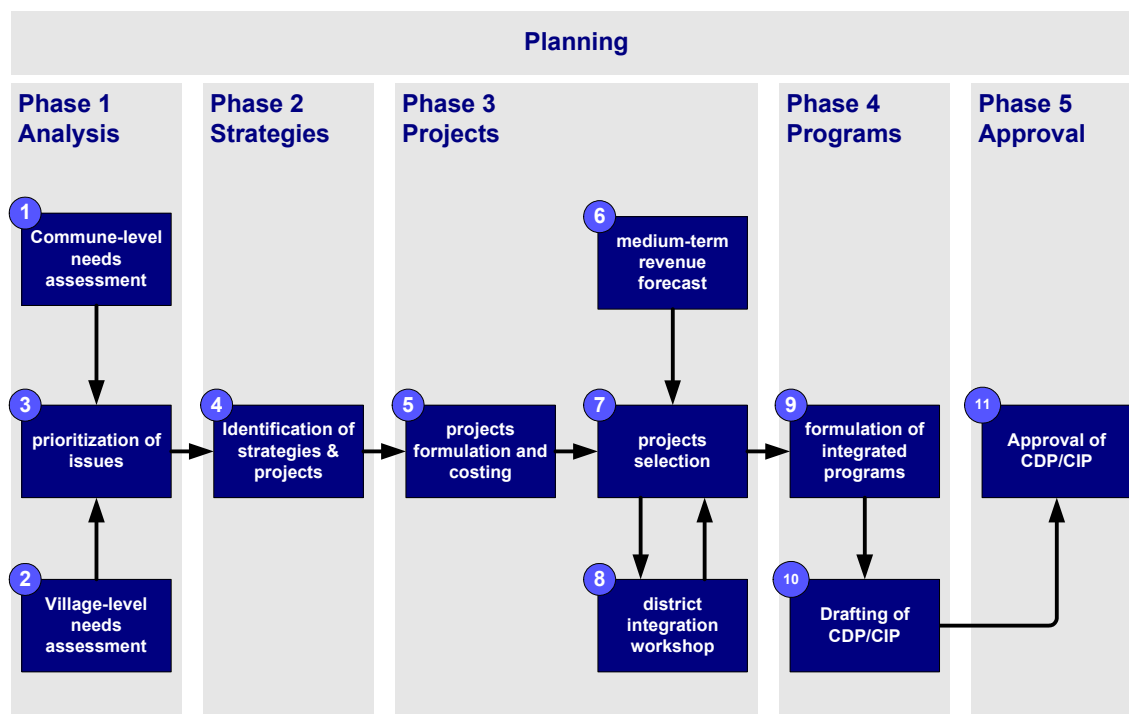 Planning
Phase 1
Analysis
Phase 2
Strategies
Phase 3
Projects
Phase 4
Programs
Phase 5
Approval
1
Commune-level
needs
assessment
6
medium-term
revenue
forecast
3
prioritization of
issues
4
Identification of
strategies &
projects
5
projects
formulation and
costing
7
projects
selection
9
formulation of
integrated
programs
11
Approval of
CDP/CIP
2
Village-level
needs
assessment
8
district
integration
workshop
10
Drafting of
CDP/CIP